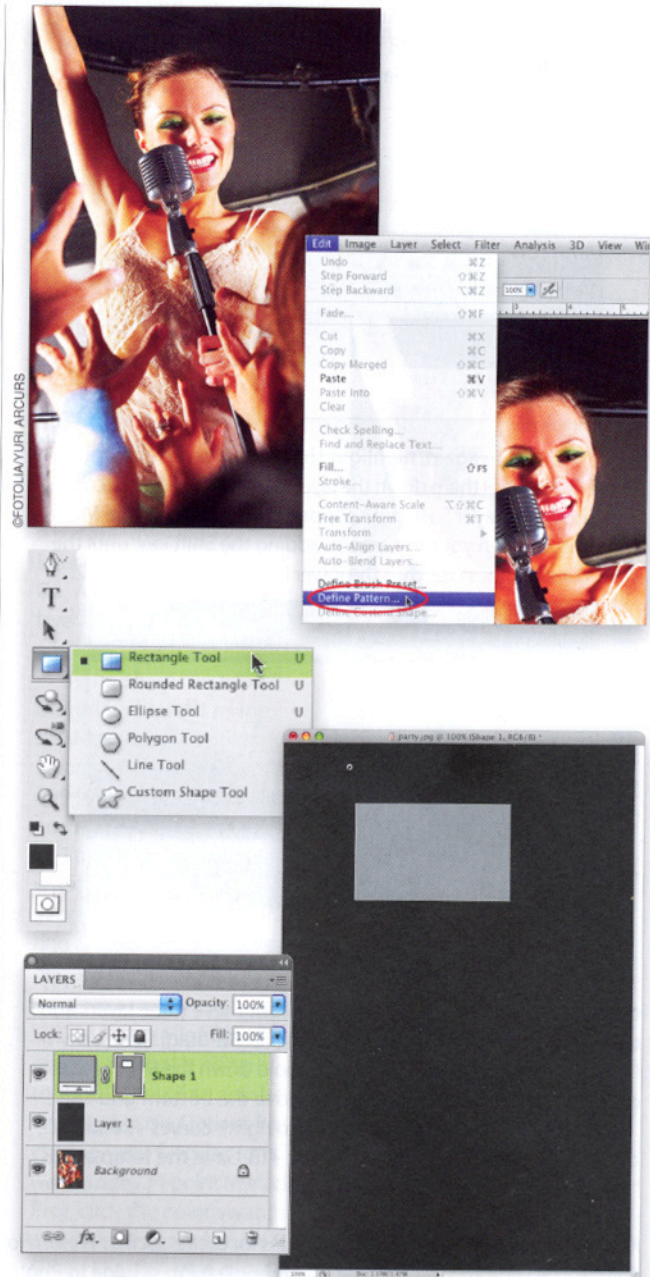 ©FOTOLIA/YURI ARCURS
Edit Image Layer Select Filter Analysis 3D View Wi
Undo ⌘Z
Step Forward ⇧⌘Z
Step Backward ⌥⌘Z
100%
Fade... ⇧⌘F
Cut ⌘X
Copy ⌘C
Copy Merged ⇧⌘C
Paste ⌘V
Paste Into ⇧⌘V
Clear
Check Spelling...
Find and Replace Text...
Fill... ⇧F5
Stroke...
Content-Aware Scale ⌥⇧⌘C
Free Transform ⌘T
Transform
Auto-Align Layers...
Auto-Blend Layers...
Define Brush Preset...
Define Pattern...
Define Custom Shape...
T
Rectangle Tool U
Rounded Rectangle Tool U
Ellipse Tool U
Polygon Tool
Line Tool
Custom Shape Tool
party.jpg @ 100% (Shape 1, RGB/8) *
LAYERS
Normal Opacity: 100%
Lock: Fill: 100%
Shape 1
Layer 1
Background
fx.
100%